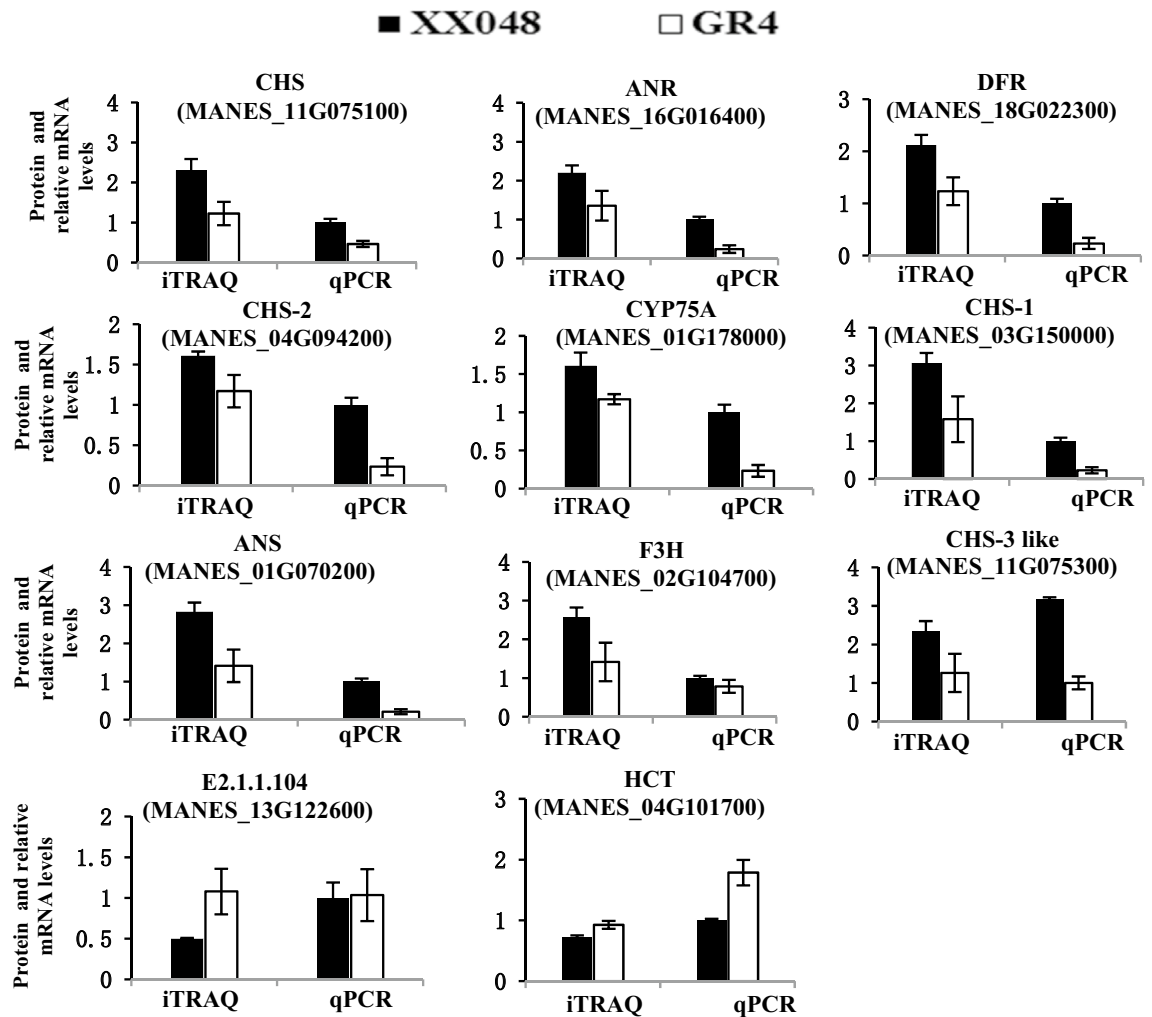 XX048 GR4
CHS
(MANES_11G075100)
Protein and
relative mRNA
levels
4
3
2
1
0
iTRAQ qPCR
ANR
(MANES_16G016400)
4
3
2
1
0
iTRAQ qPCR
DFR
(MANES_18G022300)
3
2
1
0
iTRAQ qPCR
CHS-2
(MANES_04G094200)
Protein and
relative mRNA
levels
2
1.5
1
0.5
0
iTRAQ qPCR
CYP75A
(MANES_01G178000)
2
1.5
1
0.5
0
iTRAQ qPCR
CHS-1
(MANES_03G150000)
4
3
2
1
0
iTRAQ qPCR
ANS
(MANES_01G070200)
Protein and
relative mRNA
levels
4
3
2
1
0
iTRAQ qPCR
F3H
(MANES_02G104700)
4
3
2
1
0
iTRAQ qPCR
CHS-3 like
(MANES_11G075300)
4
3
2
1
0
iTRAQ qPCR
E2.1.1.104
(MANES_13G122600)
Protein and relative
mRNA levels
2
1.5
1
0.5
0
iTRAQ qPCR
HCT
(MANES_04G101700)
3
2
1
0
iTRAQ qPCR